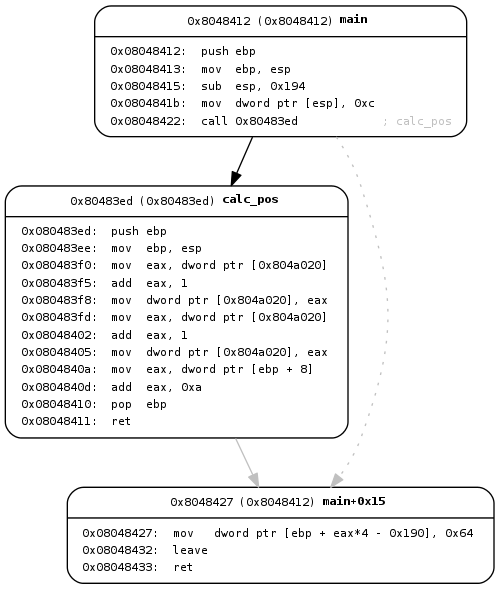 0x8048412 (0x8048412) main
0x08048412: push ebp
0x08048413: mov ebp, esp
0x08048415: sub esp, 0x194
0x0804841b: mov dword ptr [esp], 0xc
0x08048422: call 0x80483ed ; calc_pos
0x80483ed (0x80483ed) calc_pos
0x080483ed: push ebp
0x080483ee: mov ebp, esp
0x080483f0: mov eax, dword ptr [0x804a020]
0x080483f5: add eax, 1
0x080483f8: mov dword ptr [0x804a020], eax
0x080483fd: mov eax, dword ptr [0x804a020]
0x08048402: add eax, 1
0x08048405: mov dword ptr [0x804a020], eax
0x0804840a: mov eax, dword ptr [ebp + 8]
0x0804840d: add eax, 0xa
0x08048410: pop ebp
0x08048411: ret
0x8048427 (0x8048412) main+0x15
0x08048427: mov dword ptr [ebp + eax*4 - 0x190], 0x64
0x08048432: leave
0x08048433: ret